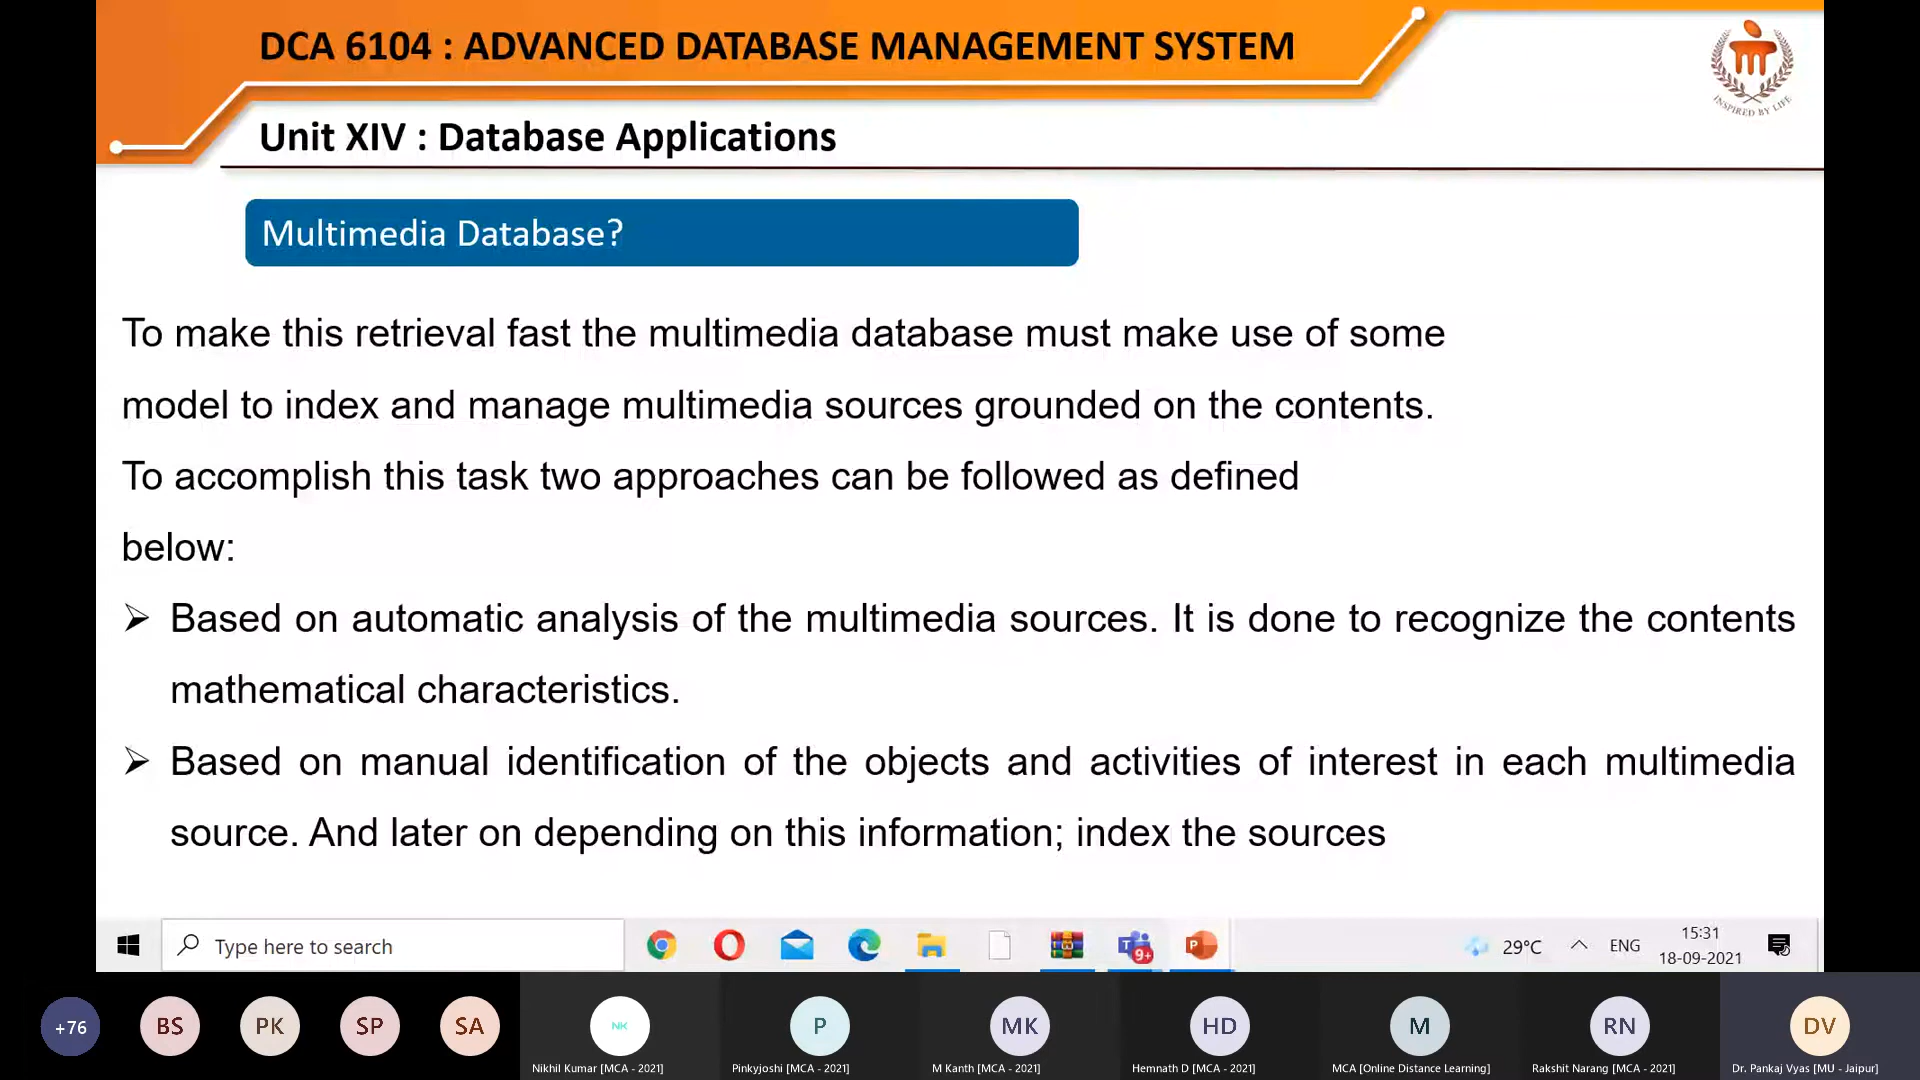 DCA 6104 : ADVANCED DATABASE MANAGEMENT SYSTEM
INSPIRED BY LIFE
Unit XIV : Database Applications
Multimedia Database?
To make this retrieval fast the multimedia database must make use of some
model to index and manage multimedia sources grounded on the contents.
To accomplish this task two approaches can be followed as defined
below:
Based on automatic analysis of the multimedia sources. It is done to recognize the contents
mathematical characteristics.
Based on manual identification of the objects and activities of interest in each multimedia
source. And later on depending on this information; index the sources
Type here to search
9+
29°C
ENG
15:31
18-09-2021
+76
BS
PK
SP
SA
NK
P
MK
HD
M
RN
DV
Nikhil Kumar [MCA - 2021]
Pinkyjoshi [MCA - 2021]
M Kanth [MCA - 2021]
Hemnath D [MCA - 2021]
MCA [Online Distance Learning]
Rakshit Narang [MCA - 2021]
Dr. Pankaj Vyas [MU - Jaipur]